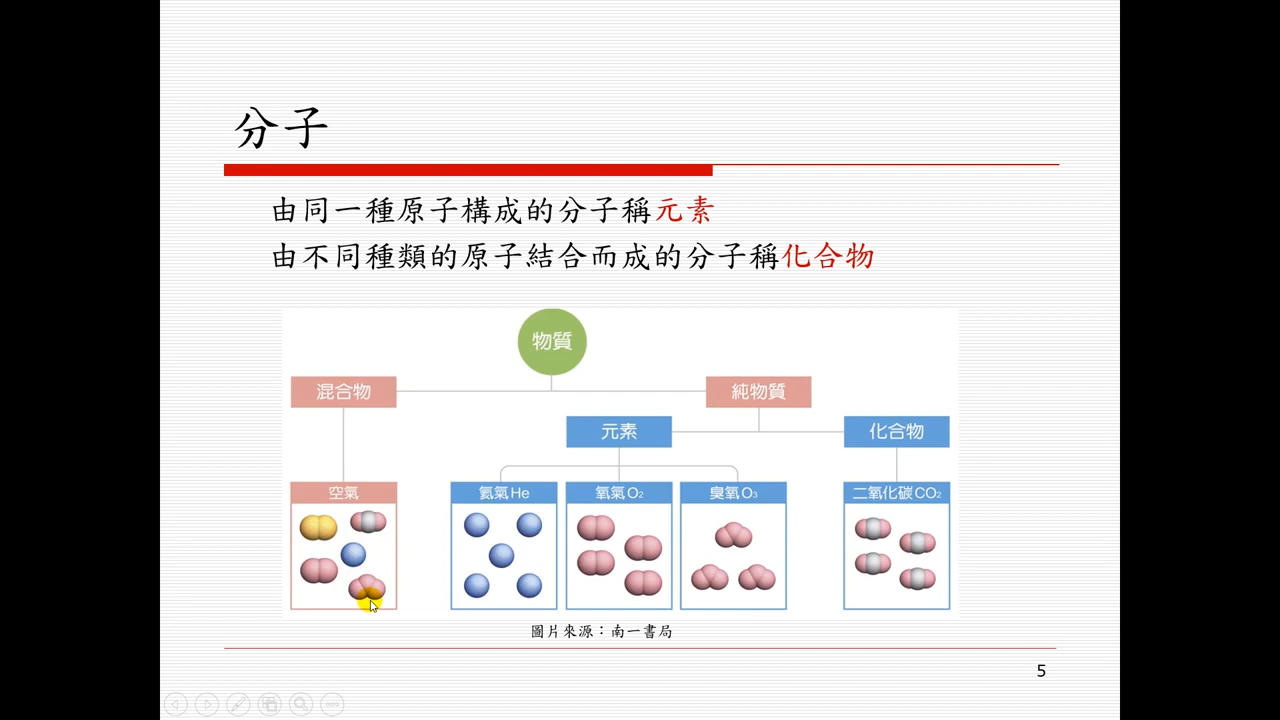 分子
由同一種原子構成的分子稱元素
由不同種類的原子結合而成的分子稱化合物
物質
混合物
純物質
元素
化合物
空氣
氦氣 He
氧氣 O₂
臭氧 O₃
二氧化碳 CO₂
圖片來源：南一書局
5